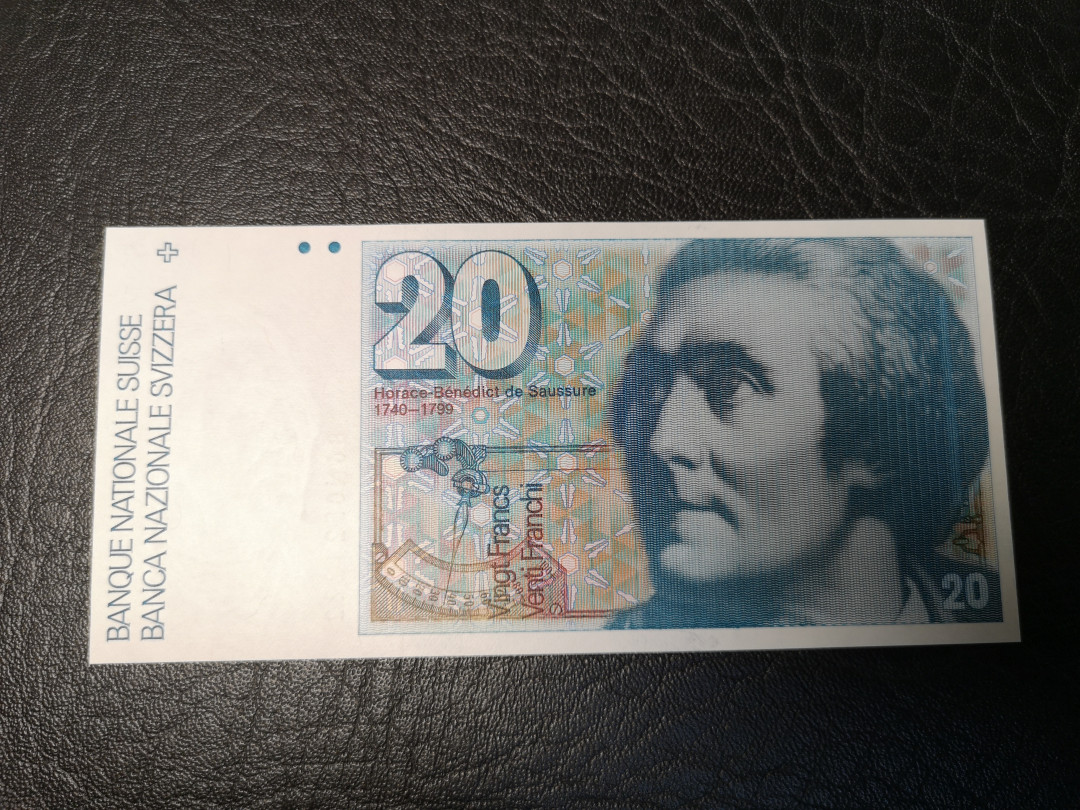 BANQUE NATIONALE SUISSE
BANCA NAZIONALE SVIZZERA
20
Horace-Bénédict de Saussure
1740–1799
Vingt Francs
Venti Franchi
20